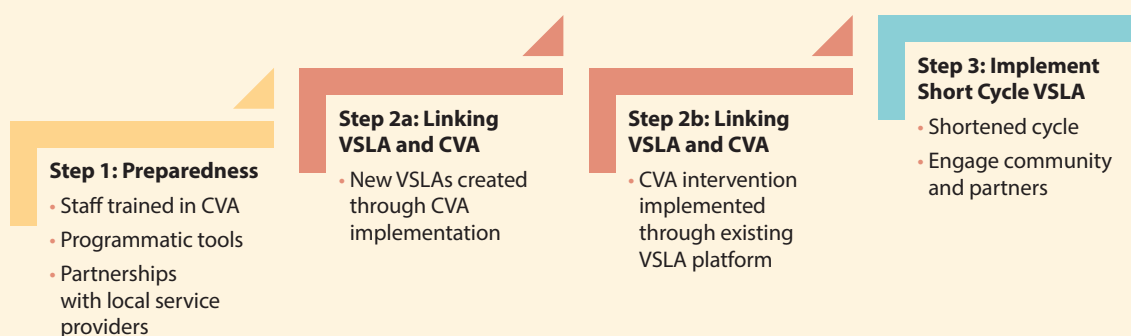 Step 1: Preparedness
• Staff trained in CVA
• Programmatic tools
• Partnerships
with local service
providers
Step 2a: Linking
VSLA and CVA
• New VSLAs created
through CVA
implementation
Step 2b: Linking
VSLA and CVA
• CVA intervention
implemented
through existing
VSLA platform
Step 3: Implement
Short Cycle VSLA
• Shortened cycle
• Engage community
and partners